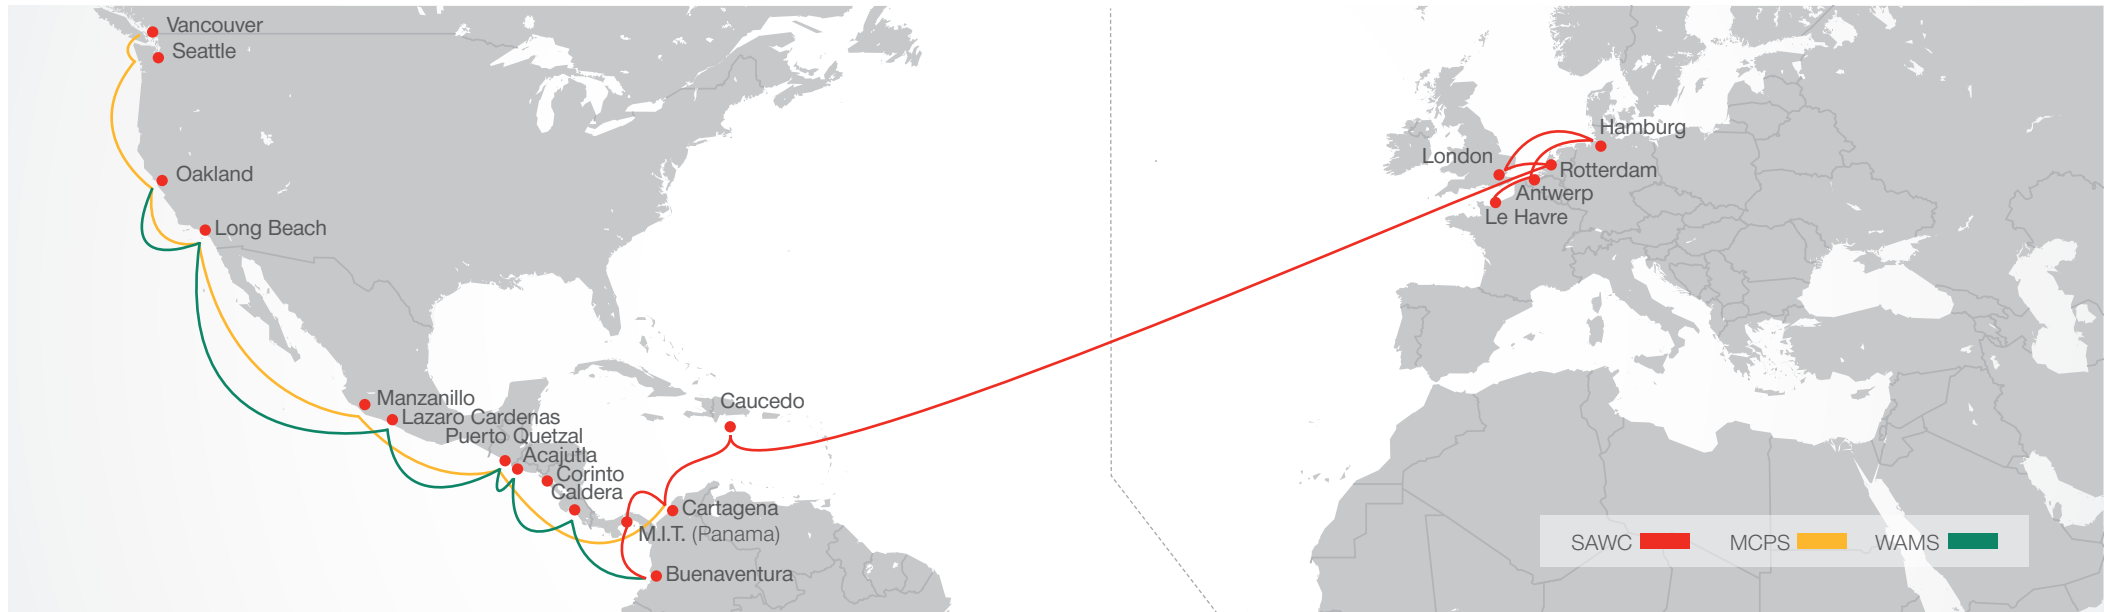 Vancouver
Seattle
Oakland
Long Beach
Manzanillo
Lazaro Cardenas
Puerto Quetzal
Acajutla
Corinto
Caldera
Caucedo
Cartagena
M.I.T. (Panama)
Buenaventura
Hamburg
London
Rotterdam
Antwerp
Le Havre
SAWC MCPS WAMS